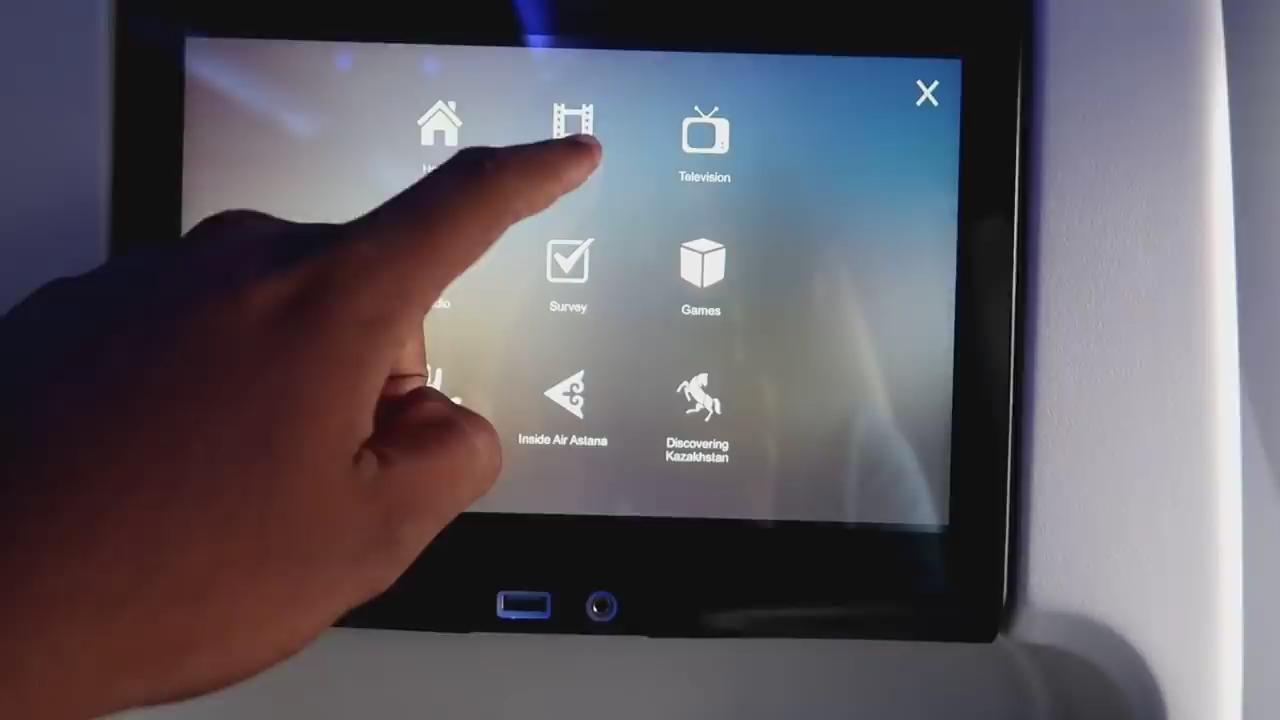 Television
Survey
Games
Inside Air Astana
Discovering
Kazakhstan